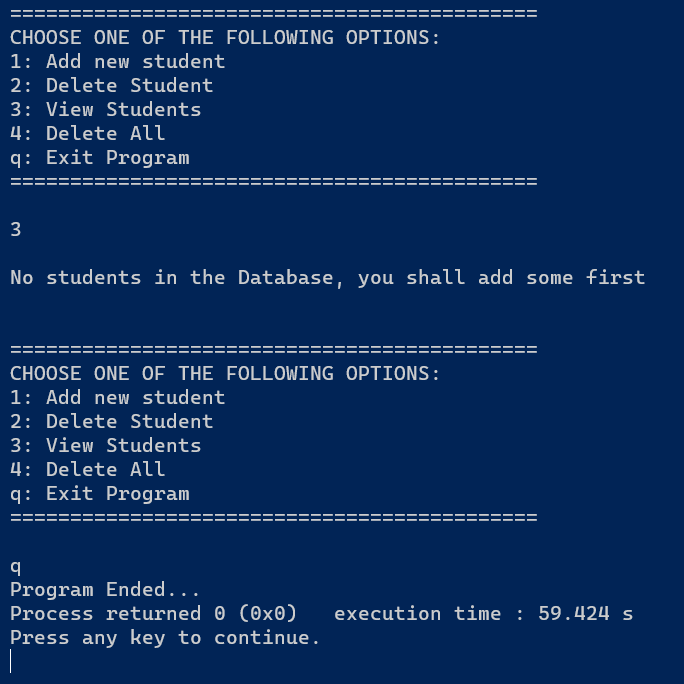 ============================================
CHOOSE ONE OF THE FOLLOWING OPTIONS:
1: Add new student
2: Delete Student
3: View Students
4: Delete All
q: Exit Program
============================================
3
No students in the Database, you shall add some first
============================================
CHOOSE ONE OF THE FOLLOWING OPTIONS:
1: Add new student
2: Delete Student
3: View Students
4: Delete All
q: Exit Program
============================================
q
Program Ended...
Process returned 0 (0x0)   execution time : 59.424 s
Press any key to continue.